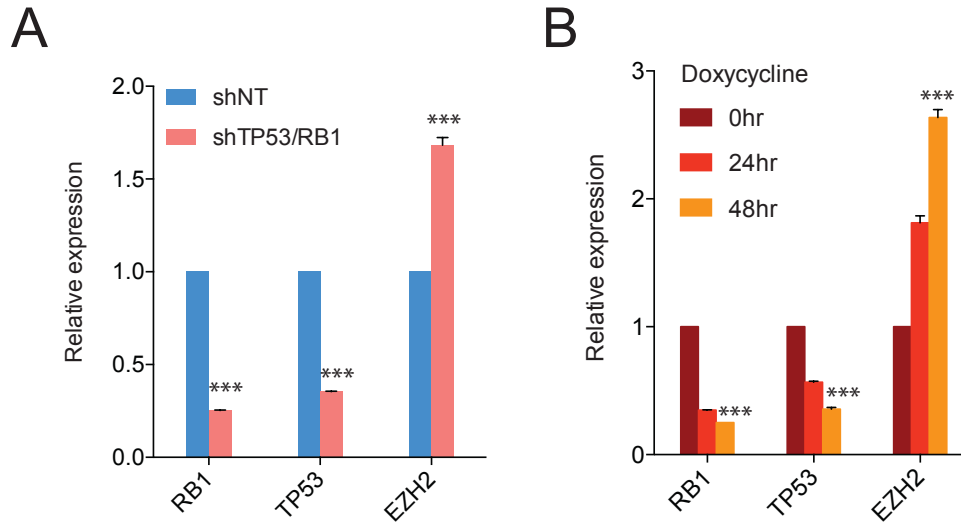 A
Relative expression
2.0
1.5
1.0
0.5
0.0
shNT
shTP53/RB1
***
***
***
RB1
TP53
EZH2
B
Relative expression
3
2
1
0
Doxycycline
0hr
24hr
48hr
***
***
***
RB1
TP53
EZH2